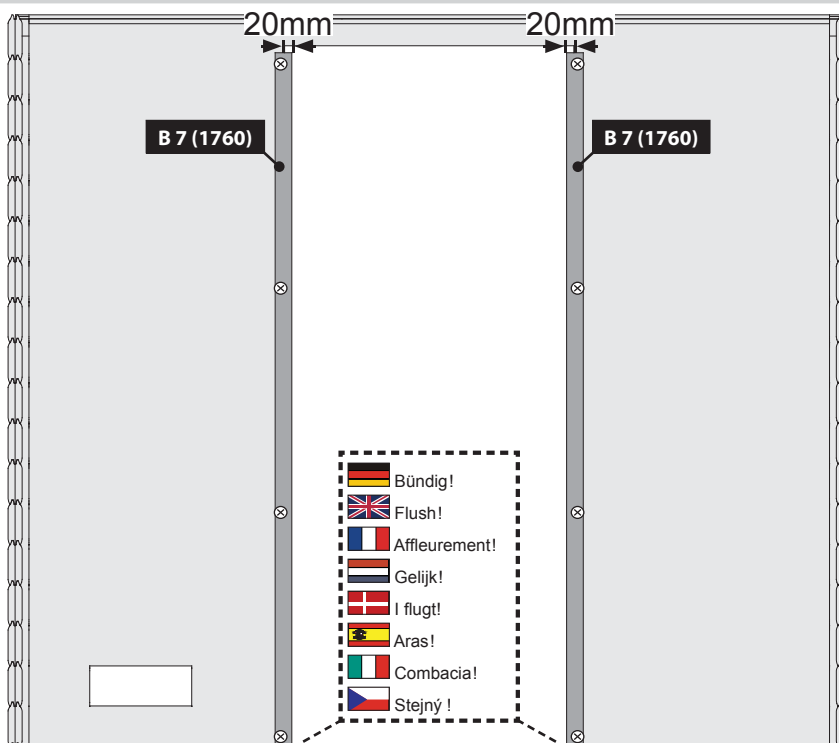 20mm 20mm
B 7 (1760) B 7 (1760)
Bündig!
Flush!
Affleurement!
Gelijk!
I flugt!
Aras!
Combacia!
Stejný !